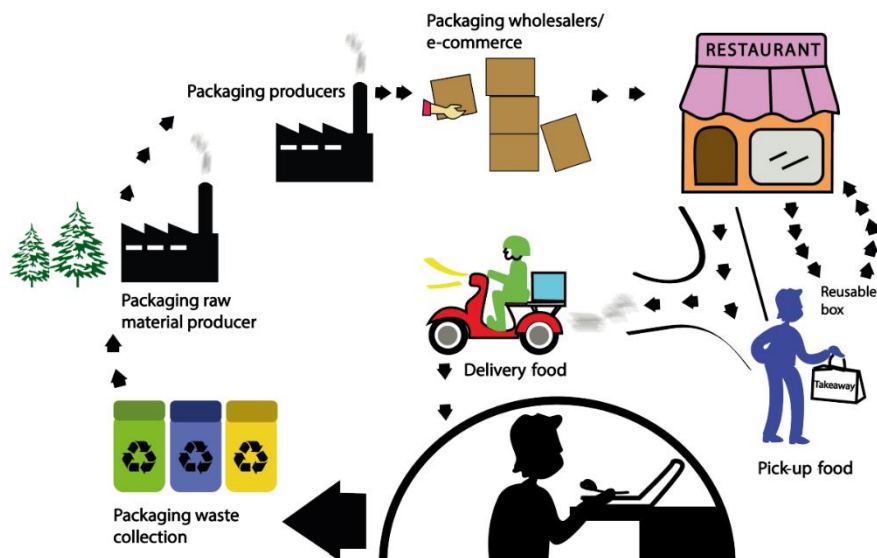 Packaging wholesalers/
e-commerce
RESTAURANT
Packaging producers
Packaging raw
material producer
Reusable
box
Takeaway
Delivery food
Pick-up food
Packaging waste
collection